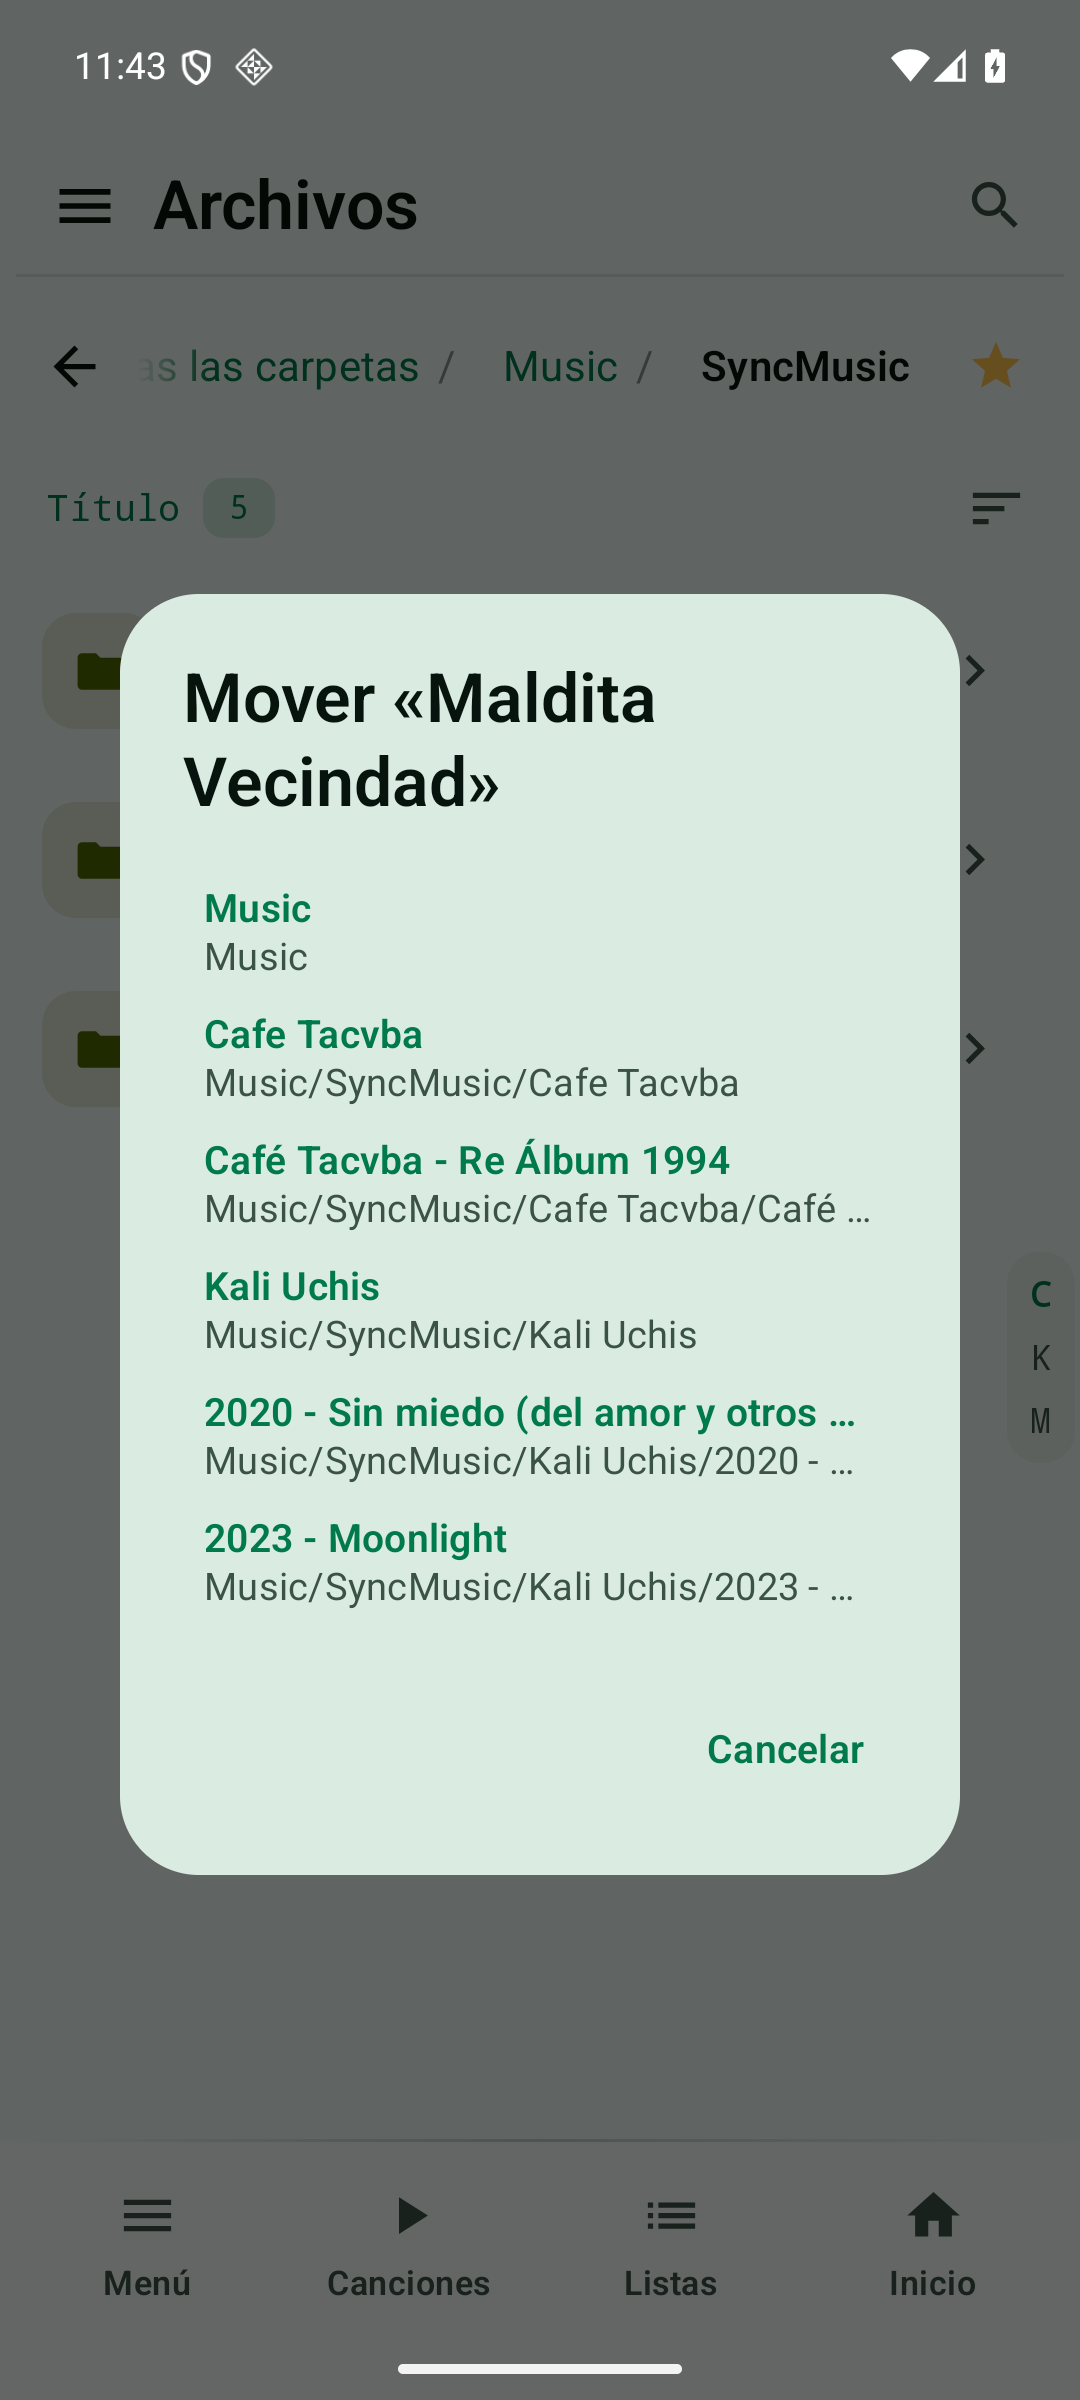 11:43
Archivos
as las carpetas / Music / SyncMusic
Título 5
Mover «Maldita
Vecindad»
Music
Music
Cafe Tacvba
Music/SyncMusic/Cafe Tacvba
Café Tacvba - Re Álbum 1994
Music/SyncMusic/Cafe Tacvba/Café …
Kali Uchis
Music/SyncMusic/Kali Uchis
2020 - Sin miedo (del amor y otros …
Music/SyncMusic/Kali Uchis/2020 - …
2023 - Moonlight
Music/SyncMusic/Kali Uchis/2023 - …
C
K
M
Cancelar
Menú
Canciones
Listas
Inicio